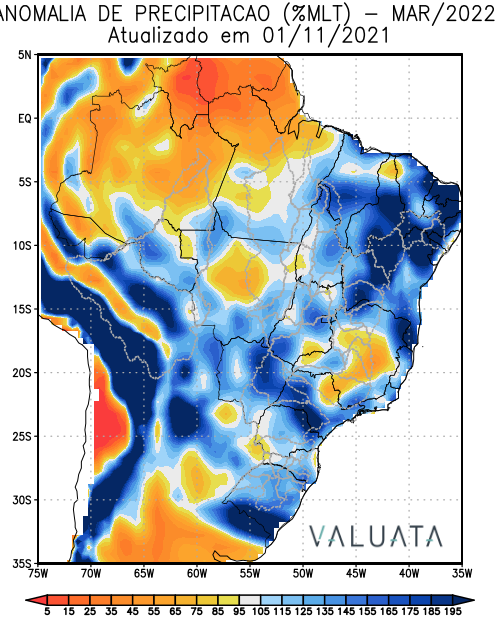 ANOMALIA DE PRECIPITACAO (%MLT) – MAR/2022
Atualizado em 01/11/2021
5N
EQ
5S
10S
15S
20S
25S
30S
35S
VALUATA
75W 70W 65W 60W 55W 50W 45W 40W 35W
5 15 25 35 45 55 65 75 85 95 105 115 125 135 145 155 165 175 185 195